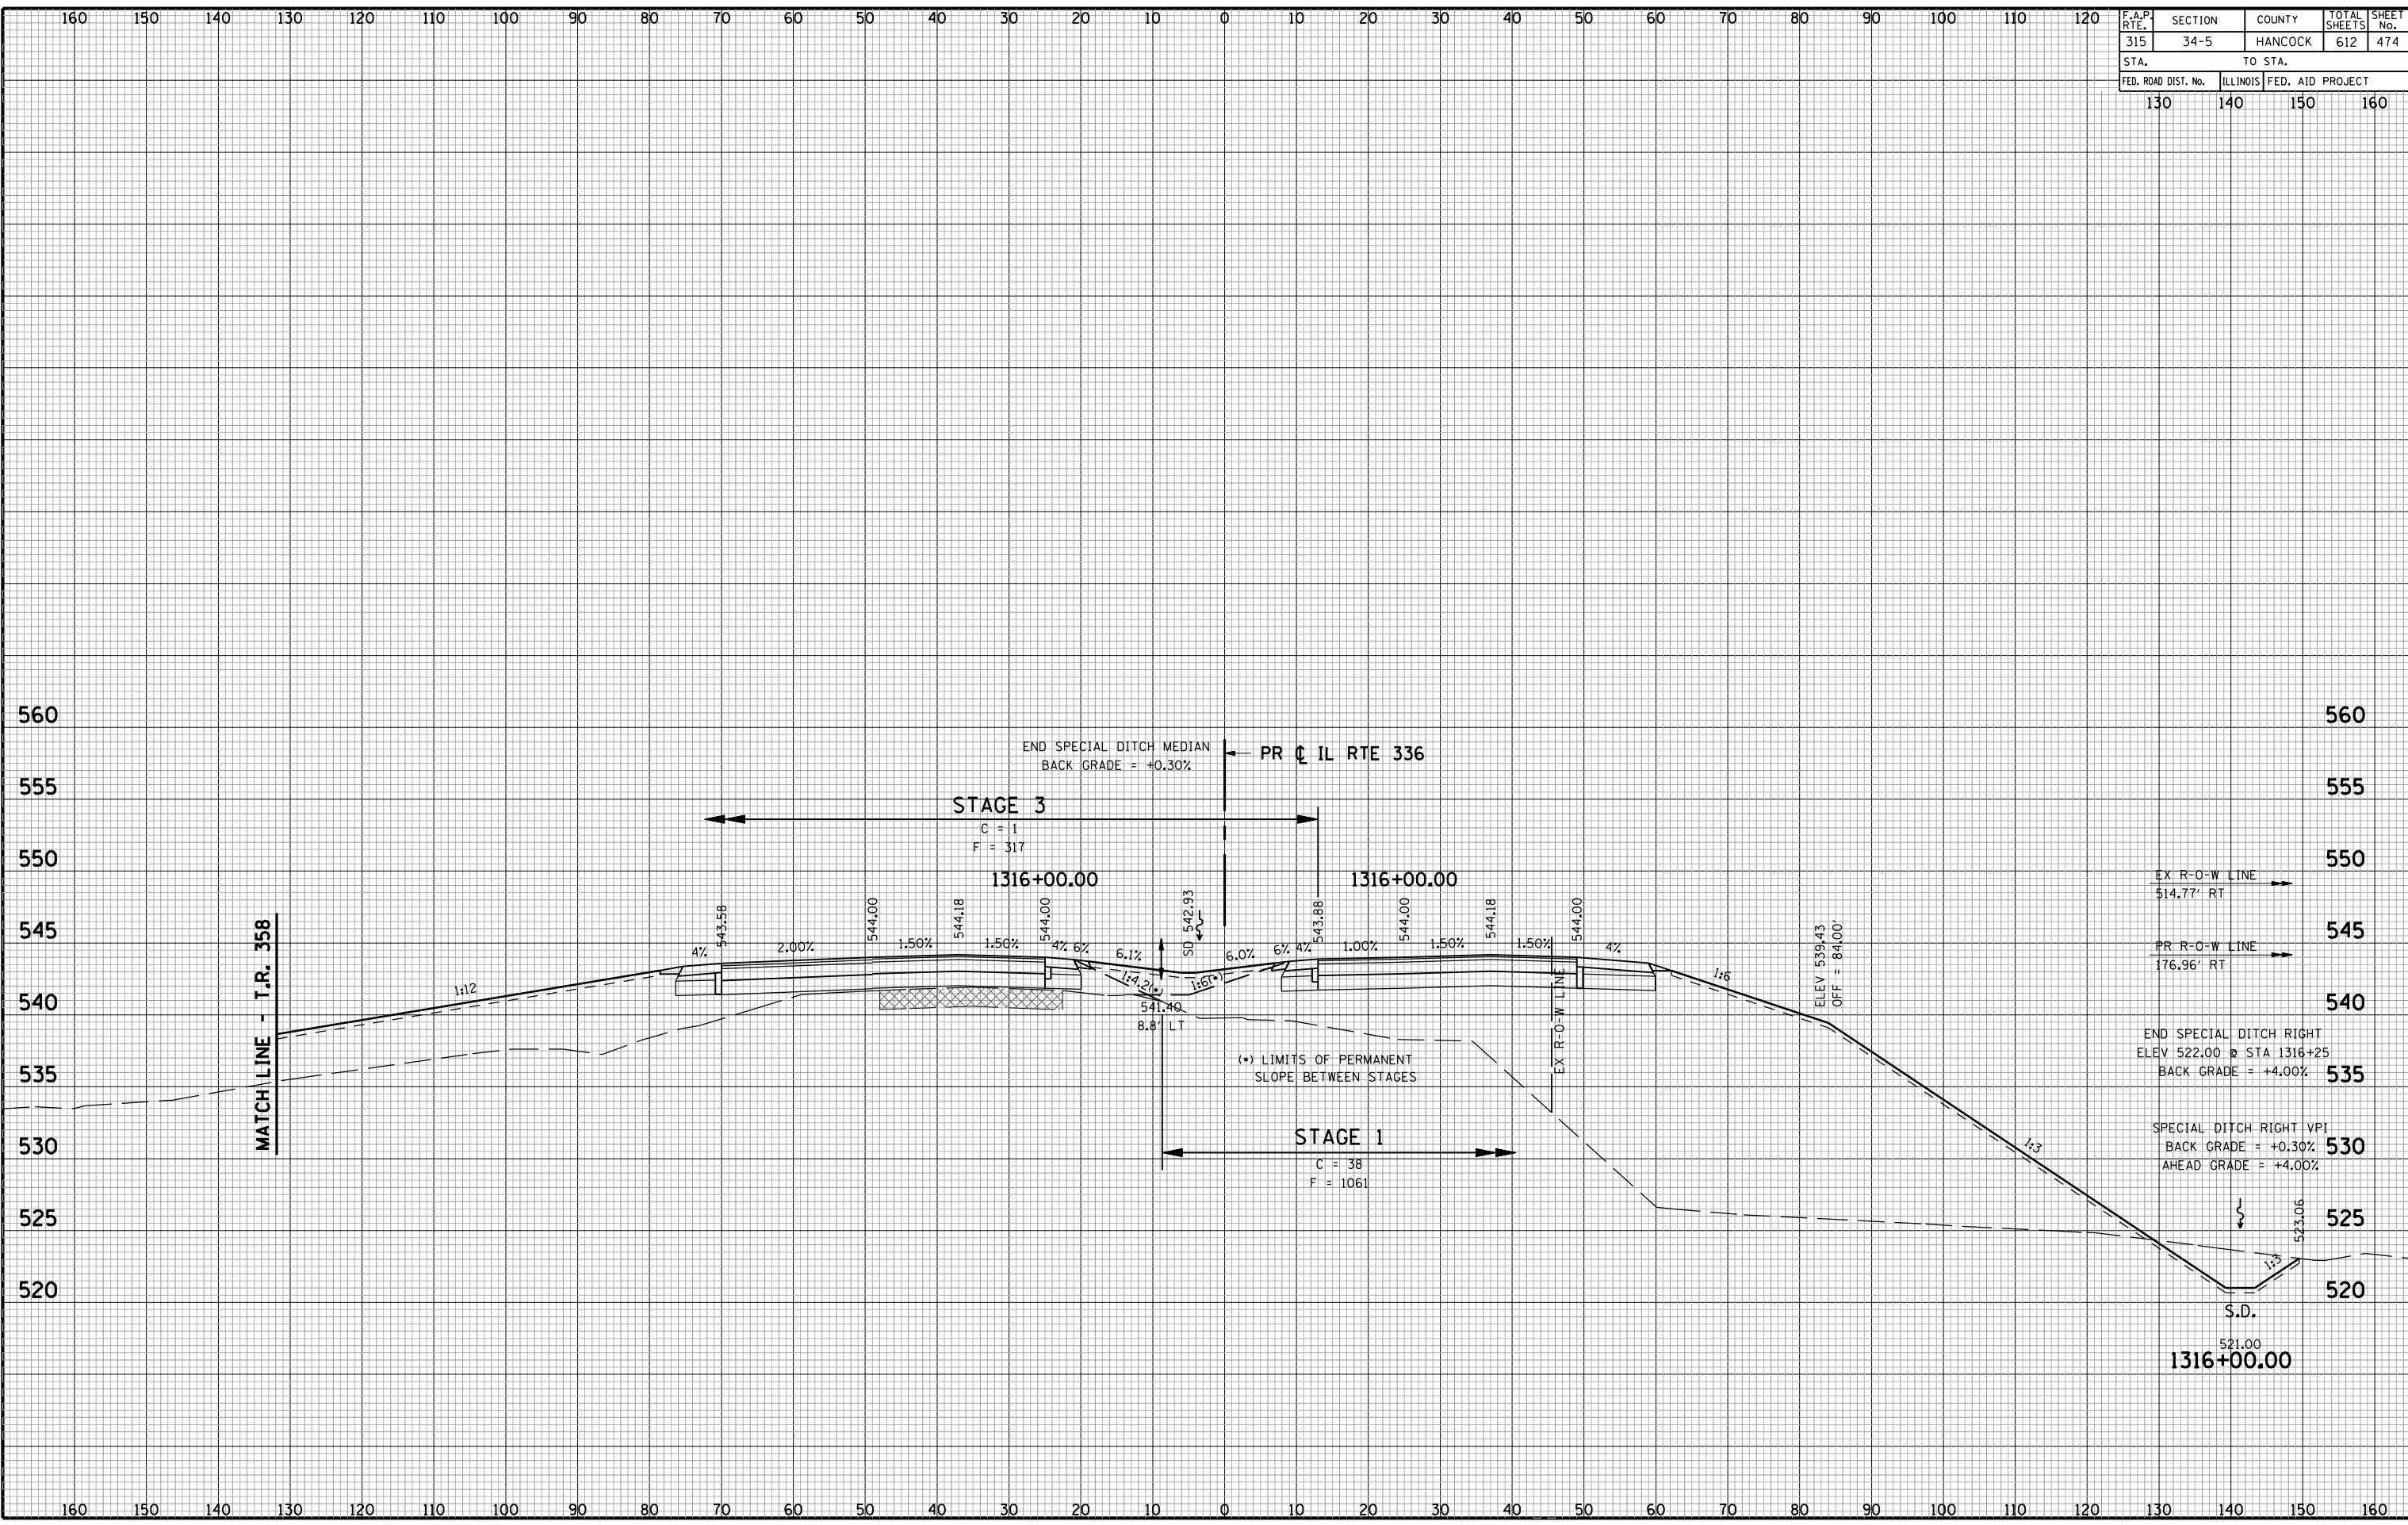 160 150 140 130 120 110 100 90 80 70 60 50 40 30 20 10 0 10 20 30 40 50 60 70 80 90 100 110 120
F.A.P. RTE. SECTION COUNTY TOTAL SHEETS SHEET No.
315 34-5 HANCOCK 612 474
STA. TO STA.
FED. ROAD DIST. No. ILLINOIS FED. AID PROJECT
130 140 150 160
560 560
END SPECIAL DITCH MEDIAN
BACK GRADE = +0.30%
PR ℄ IL RTE 336
555 555
STAGE 3
C = 1
F = 317
550 550
1316+00.00 1316+00.00
EX R-O-W LINE
514.77' RT
545 545
MATCH LINE - T.R. 358
543.58 544.00 544.18 544.00 SD 542.93 543.88 544.00 544.18 544.00
4% 2.00% 1.50% 1.50% 4% 6% 6.1% 6.0% 6% 4% 1.00% 1.50% 1.50% 4%
PR R-O-W LINE
176.96' RT
1:12 1:4.2(•) 1:6(•) 1:6
ELEV 539.43
OFF = 84.00'
540 540
541.40
8.8' LT
EX R-O-W LINE
(•) LIMITS OF PERMANENT
SLOPE BETWEEN STAGES
END SPECIAL DITCH RIGHT
ELEV 522.00 @ STA 1316+25
BACK GRADE = +4.00%
535 535
STAGE 1
C = 38
F = 1061
530 530
1:3
SPECIAL DITCH RIGHT VPI
BACK GRADE = +0.30%
AHEAD GRADE = +4.00%
525 525
523.06
1:3
520 520
S.D.
521.00
1316+00.00
160 150 140 130 120 110 100 90 80 70 60 50 40 30 20 10 0 10 20 30 40 50 60 70 80 90 100 110 120 130 140 150 160